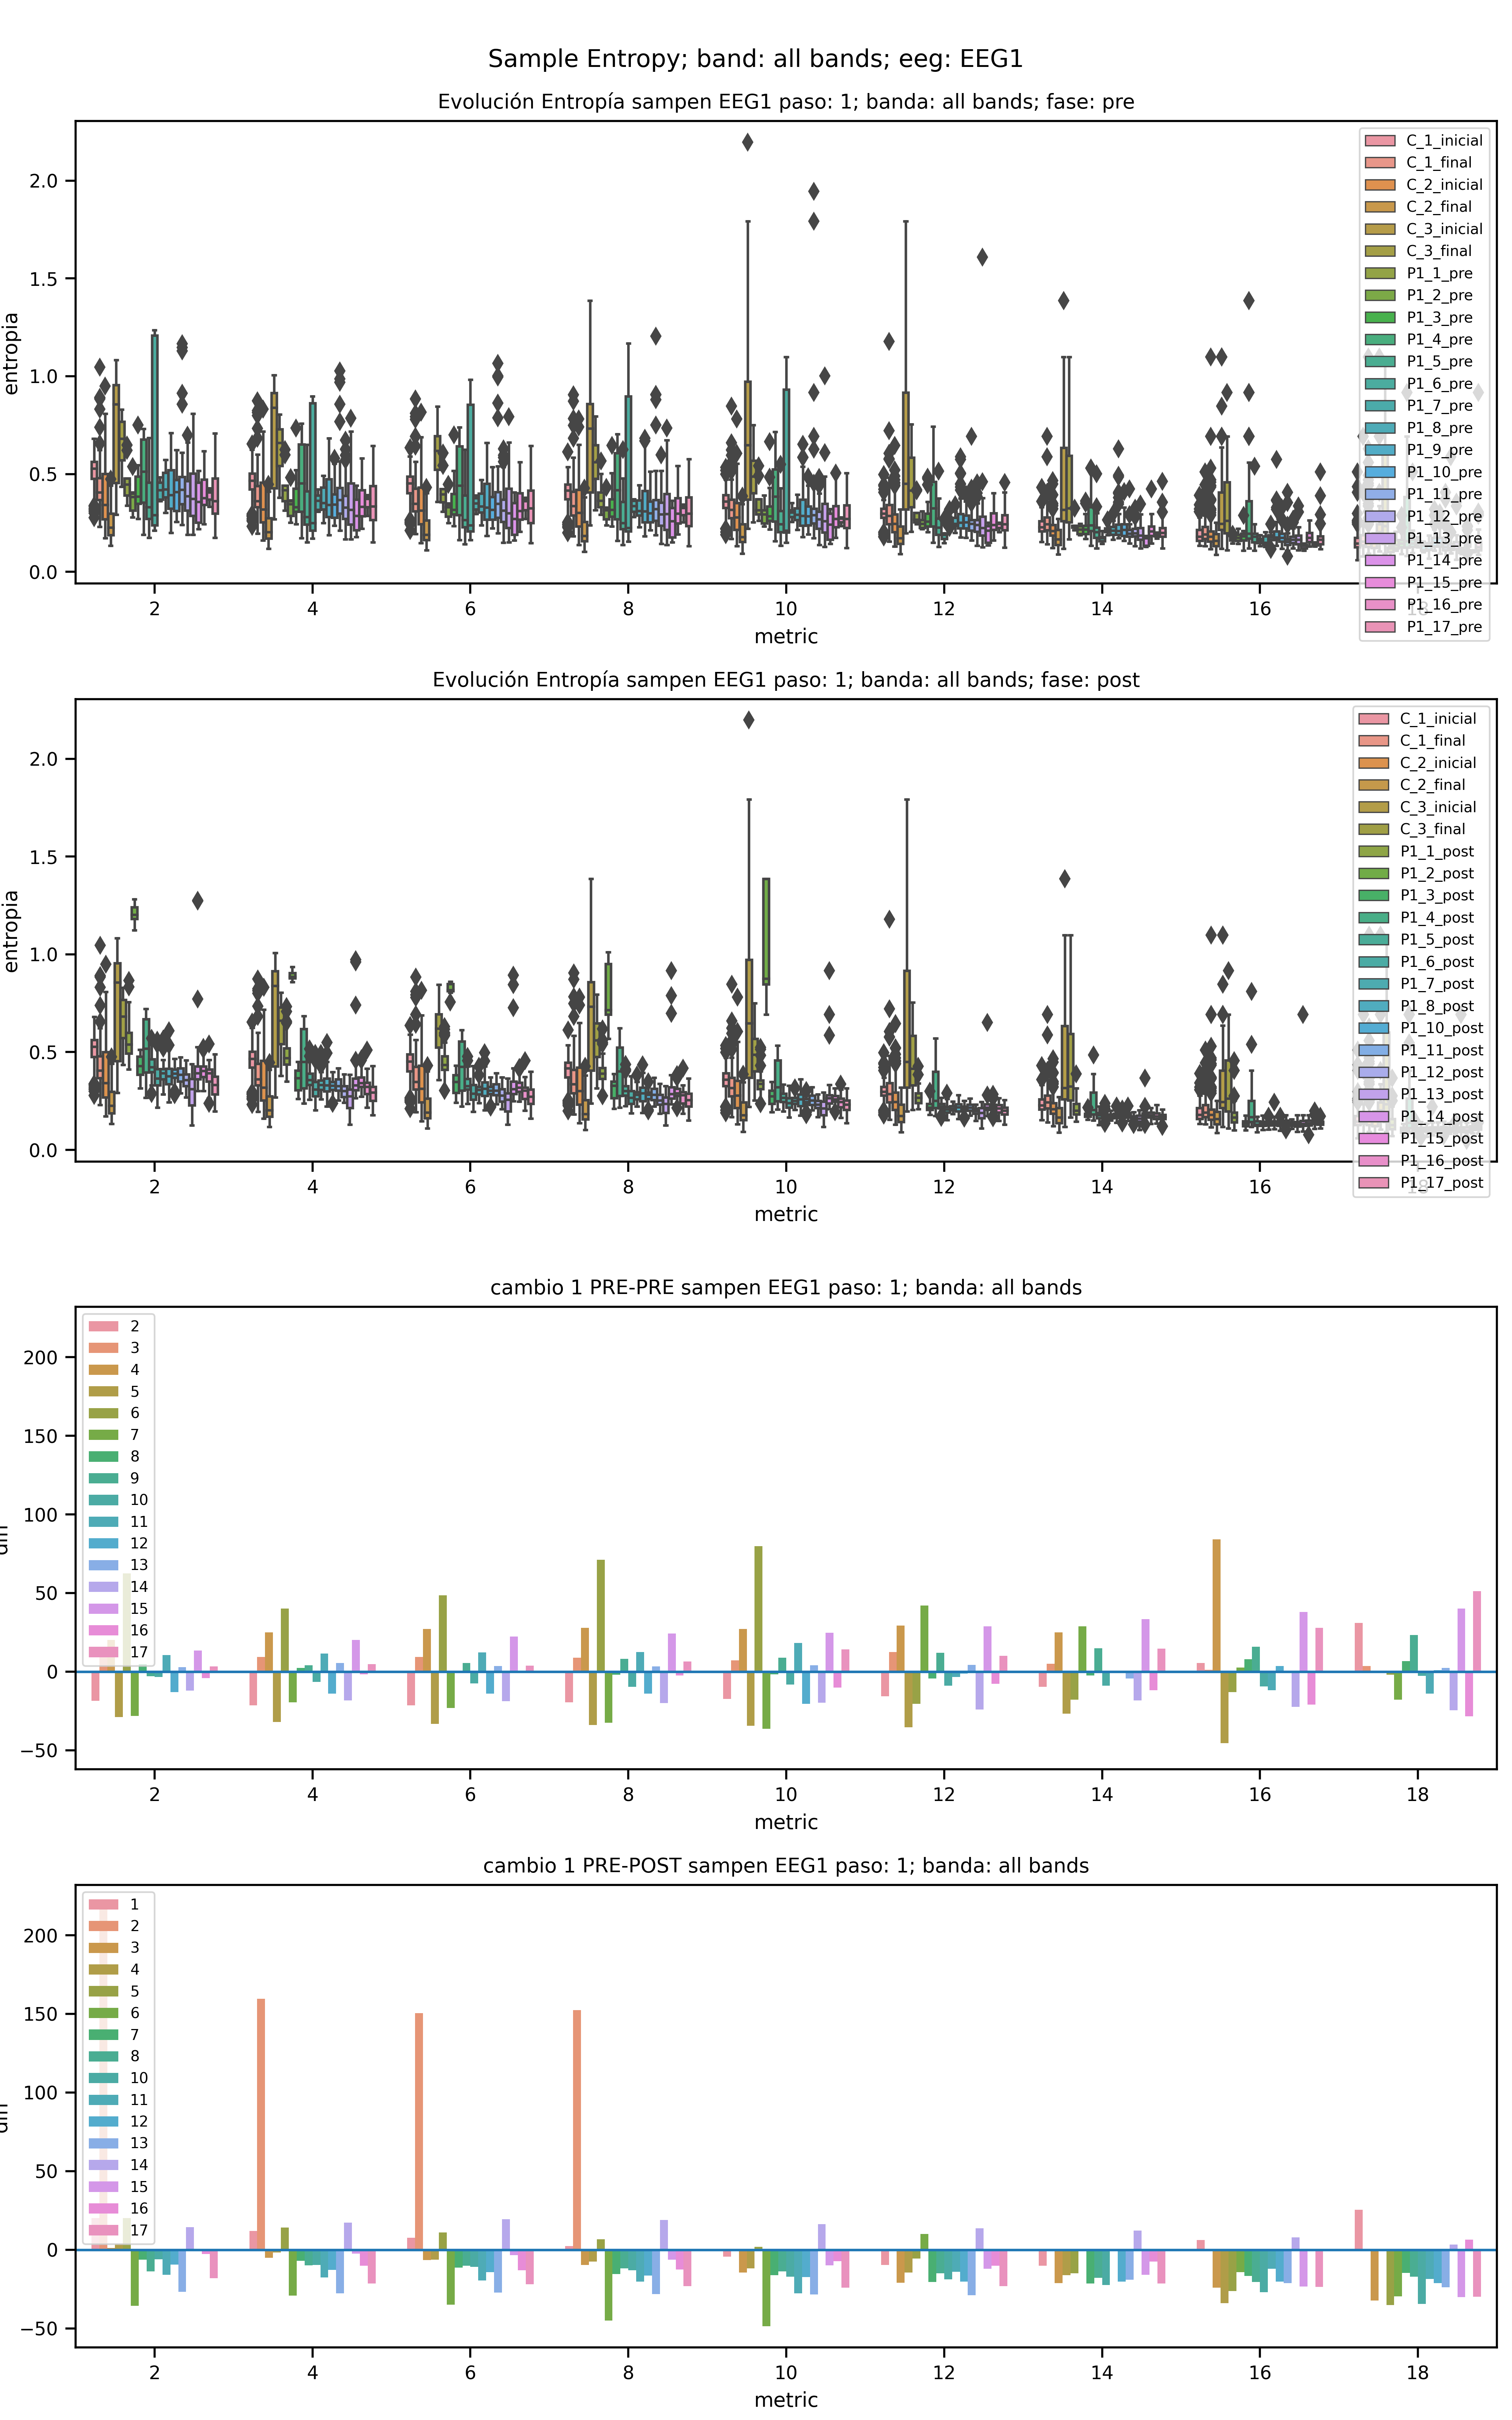 Sample Entropy; band: all bands; eeg: EEG1
Evolución Entropía sampen EEG1 paso: 1; banda: all bands; fase: pre
entropia
2.0
1.5
1.0
0.5
0.0
C_1_inicial
C_1_final
C_2_inicial
C_2_final
C_3_inicial
C_3_final
P1_1_pre
P1_2_pre
P1_3_pre
P1_4_pre
P1_5_pre
P1_6_pre
P1_7_pre
P1_8_pre
P1_9_pre
P1_10_pre
P1_11_pre
P1_12_pre
P1_13_pre
P1_14_pre
P1_15_pre
P1_16_pre
P1_17_pre
2 4 6 8 10 12 14 16 18
metric
Evolución Entropía sampen EEG1 paso: 1; banda: all bands; fase: post
entropia
2.0
1.5
1.0
0.5
0.0
C_1_inicial
C_1_final
C_2_inicial
C_2_final
C_3_inicial
C_3_final
P1_1_post
P1_2_post
P1_3_post
P1_4_post
P1_5_post
P1_6_post
P1_7_post
P1_8_post
P1_10_post
P1_11_post
P1_12_post
P1_13_post
P1_14_post
P1_15_post
P1_16_post
P1_17_post
2 4 6 8 10 12 14 16 18
metric
cambio 1 PRE-PRE sampen EEG1 paso: 1; banda: all bands
200
150
100
50
0
−50
2
3
4
5
6
7
8
9
10
11
12
13
14
15
16
17
2 4 6 8 10 12 14 16 18
metric
cambio 1 PRE-POST sampen EEG1 paso: 1; banda: all bands
200
150
100
50
0
−50
1
2
3
4
5
6
7
8
10
11
12
13
14
15
16
17
2 4 6 8 10 12 14 16 18
metric